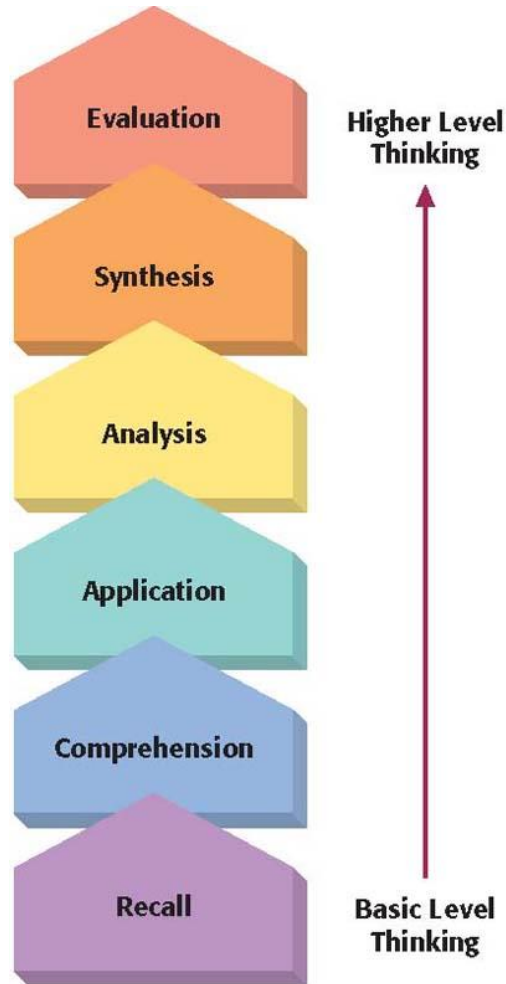 Evaluation
Higher Level
Thinking
Synthesis
Analysis
Application
Comprehension
Recall
Basic Level
Thinking